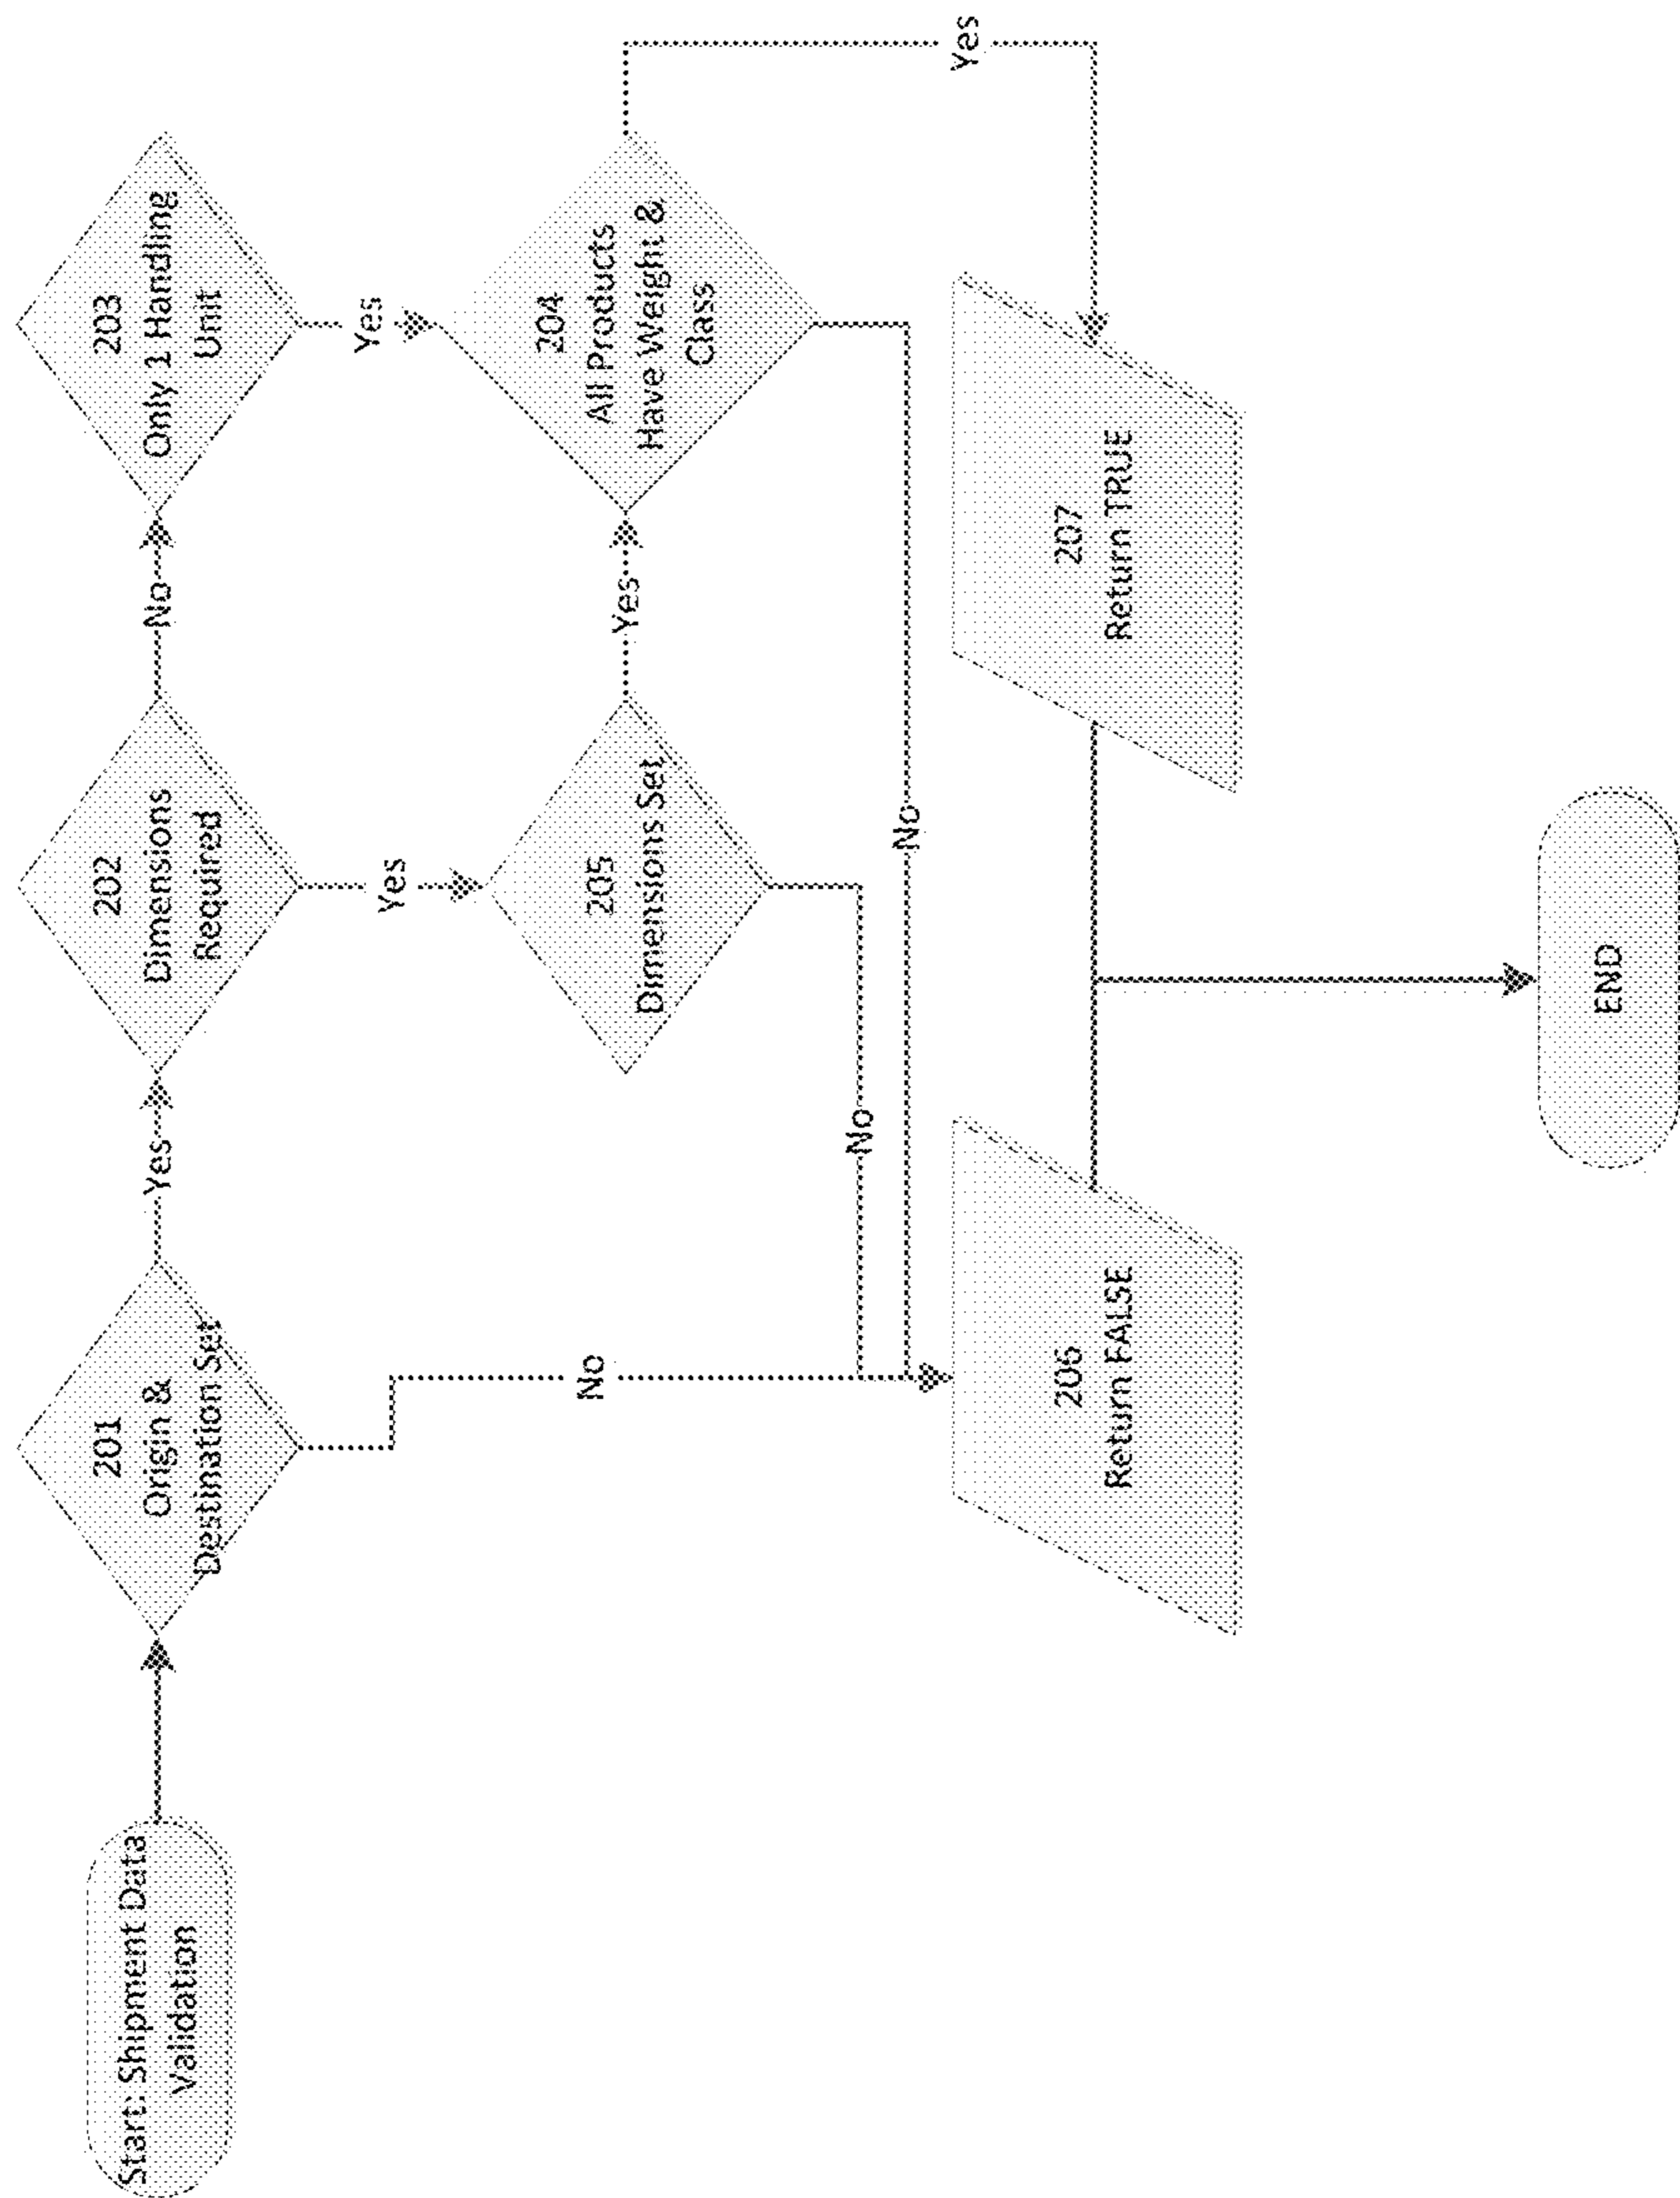 Start: Shipment Data
Validation
201
Origin &
Destination Set
Yes
202
Dimensions
Required
No
203
Only 1 Handling
Unit
No
Yes
Yes
205
Dimensions Set
Yes
204
All Products
Have Weight &
Class
Yes
No
No
206
Return FALSE
207
Return TRUE
END